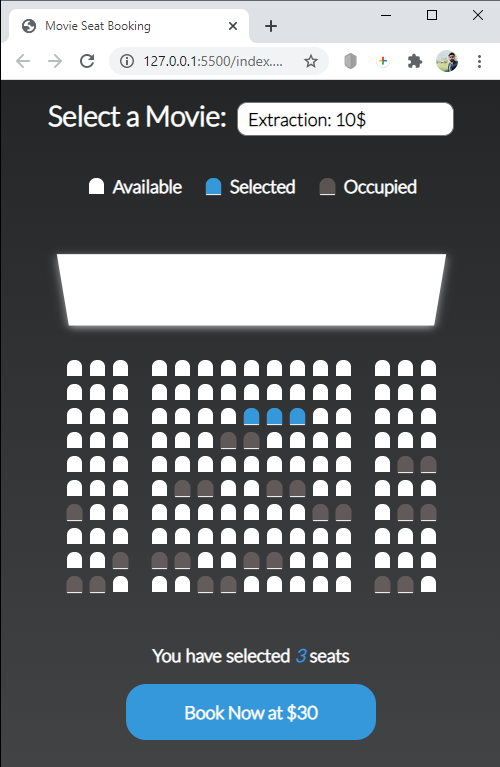 Movie Seat Booking
127.0.0.1:5500/index....
Select a Movie: Extraction: 10$
Available Selected Occupied
You have selected 3 seats
Book Now at $30